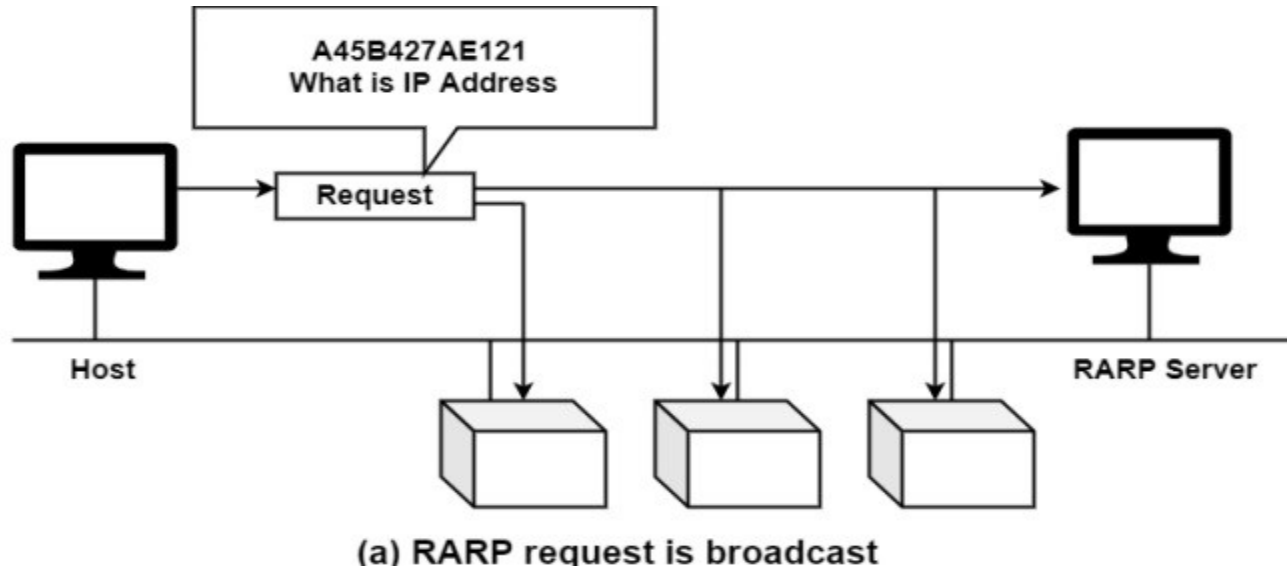 A45B427AE121
What is IP Address
Request
Host
RARP Server
(a) RARP request is broadcast